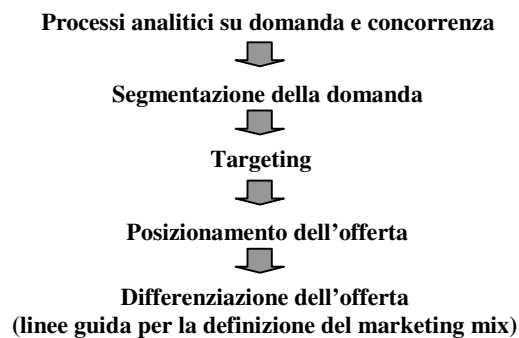 Processi analitici su domanda e concorrenza
Segmentazione della domanda
Targeting
Posizionamento dell’offerta
Differenziazione dell’offerta
(linee guida per la definizione del marketing mix)